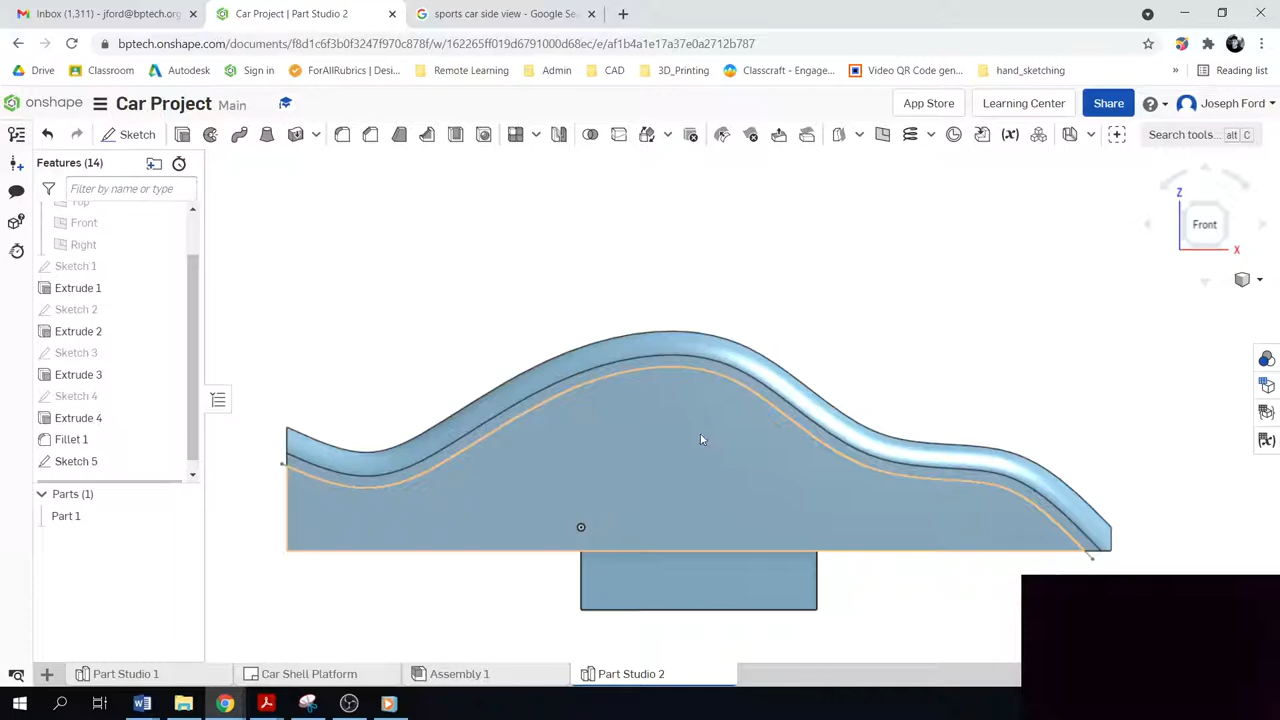 Inbox (1,311) - jford@bptech.org
Car Project | Part Studio 2
sports car side view - Google Se
bptech.onshape.com/documents/f8d1c6f3b0f3247f970c878f/w/162265ff019d6791000d68ec/e/af1b4a1e17a37e0a2712b787
Drive
Classroom
Autodesk
Sign in
ForAllRubrics | Desi...
Remote Learning
Admin
CAD
3D_Printing
Classcraft - Engage...
Video QR Code gen...
hand_sketching
»
Reading list
onshape
Car Project
Main
App Store
Learning Center
Share
Joseph Ford
Sketch
Search tools...
alt
C
Features (14)
Filter by name or type
Top
Front
Right
Sketch 1
Extrude 1
Sketch 2
Extrude 2
Sketch 3
Extrude 3
Sketch 4
Extrude 4
Fillet 1
Sketch 5
Parts (1)
Part 1
Z
Front
X
Part Studio 1
Car Shell Platform
Assembly 1
Part Studio 2